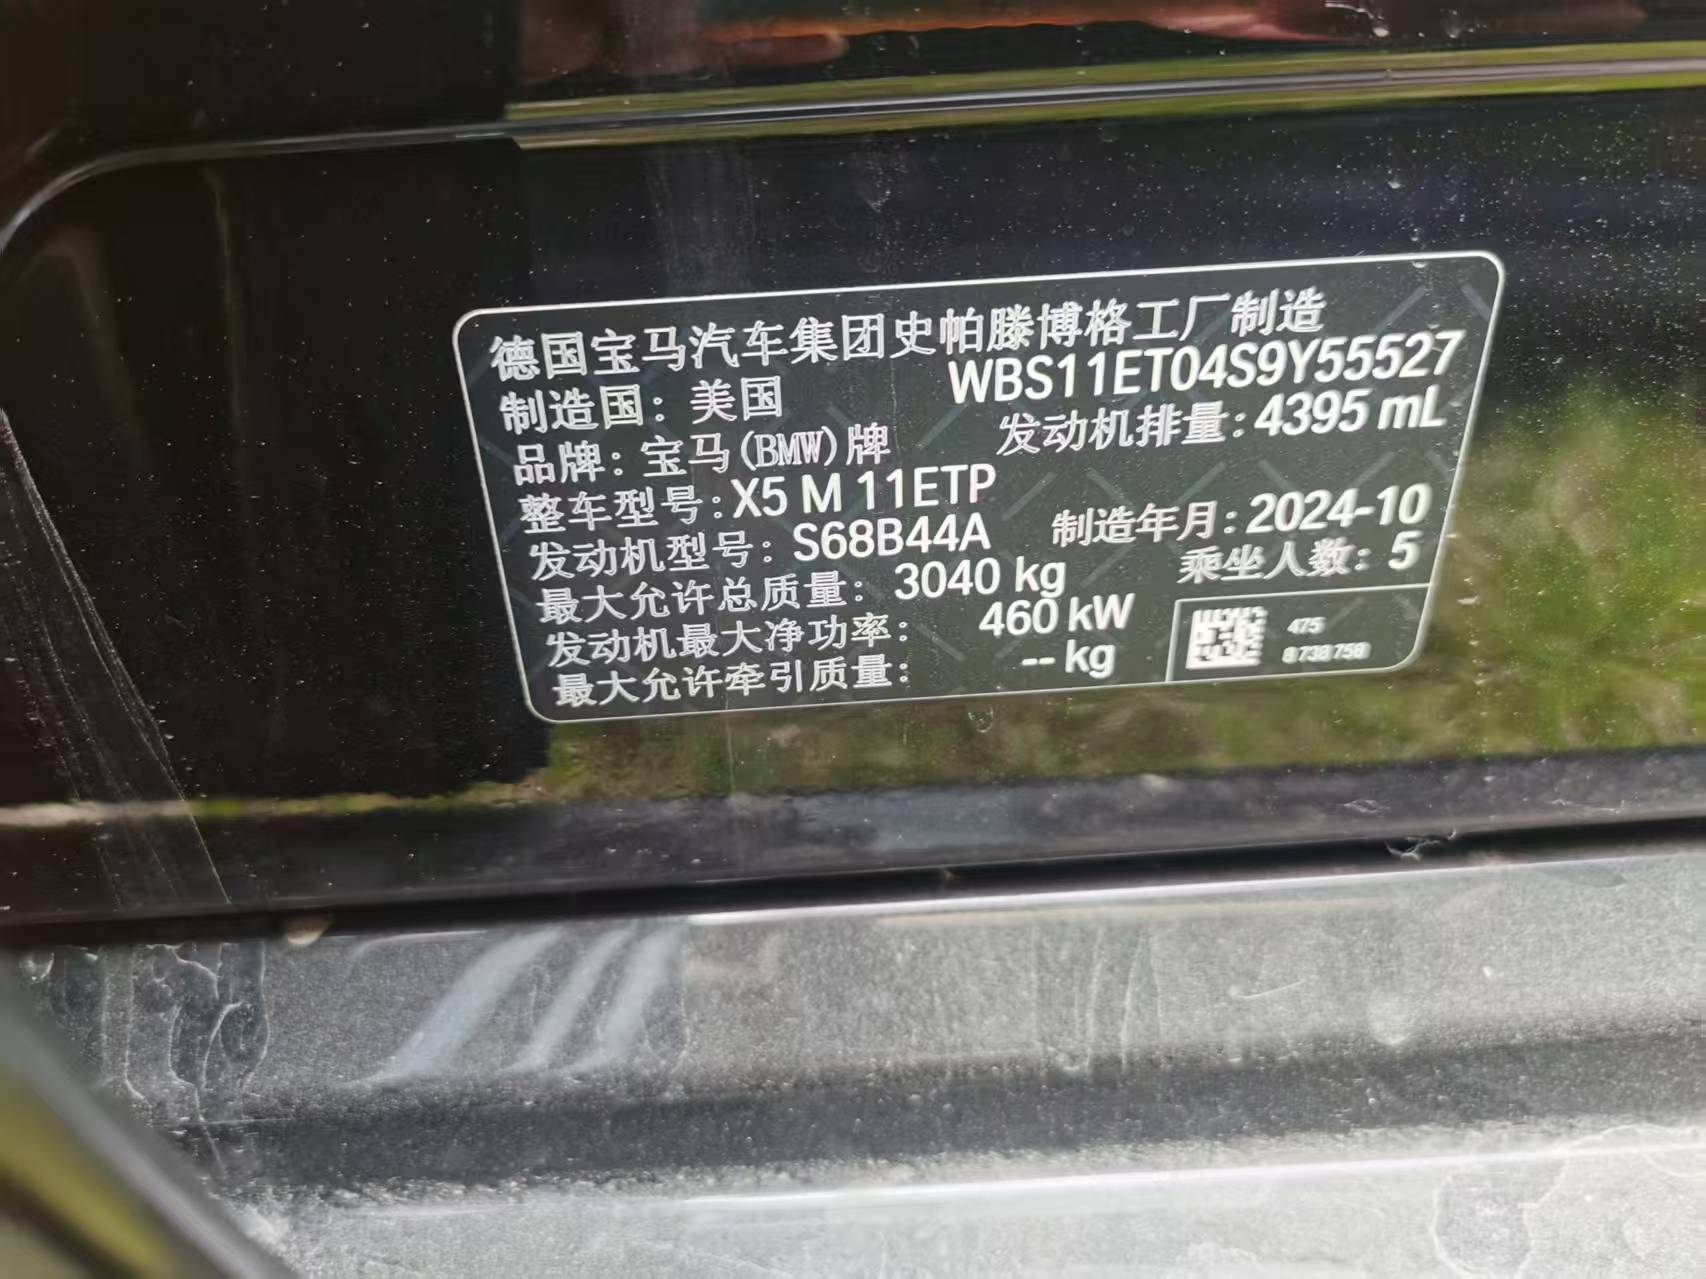 德国宝马汽车集团史帕滕博格工厂制造
制造国：美国 WBS11ET04S9Y55527
品牌：宝马(BMW)牌 发动机排量：4395 mL
整车型号：X5 M 11ETP
发动机型号：S68B44A 制造年月：2024-10
最大允许总质量：3040 kg 乘坐人数：5
发动机最大净功率：460 kW
最大允许牵引质量：-- kg
475
8 738 758